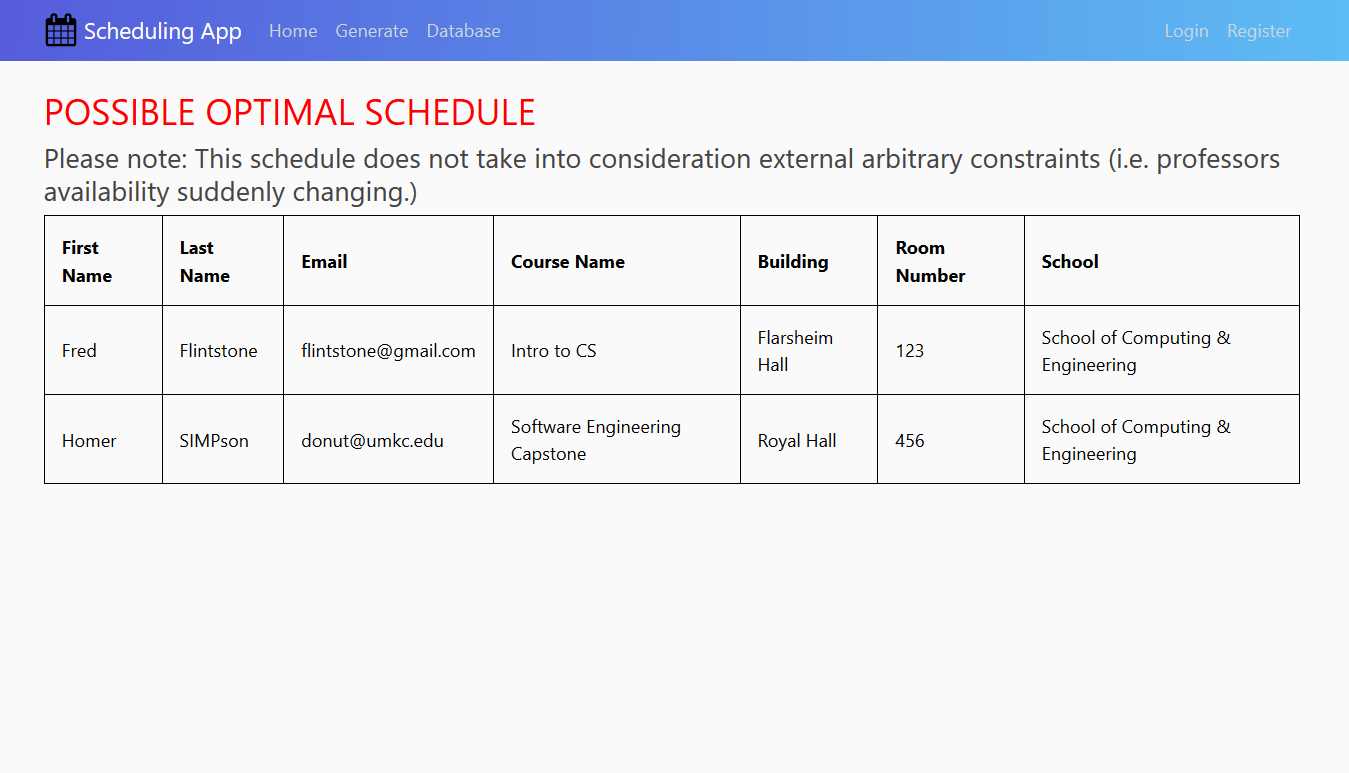 Scheduling App Home Generate Database Login Register
POSSIBLE OPTIMAL SCHEDULE
Please note: This schedule does not take into consideration external arbitrary constraints (i.e. professors
availability suddenly changing.)
First Name Last Name Email Course Name Building Room Number School
Fred Flintstone flintstone@gmail.com Intro to CS Flarsheim Hall 123 School of Computing & Engineering
Homer SIMPson donut@umkc.edu Software Engineering Capstone Royal Hall 456 School of Computing & Engineering